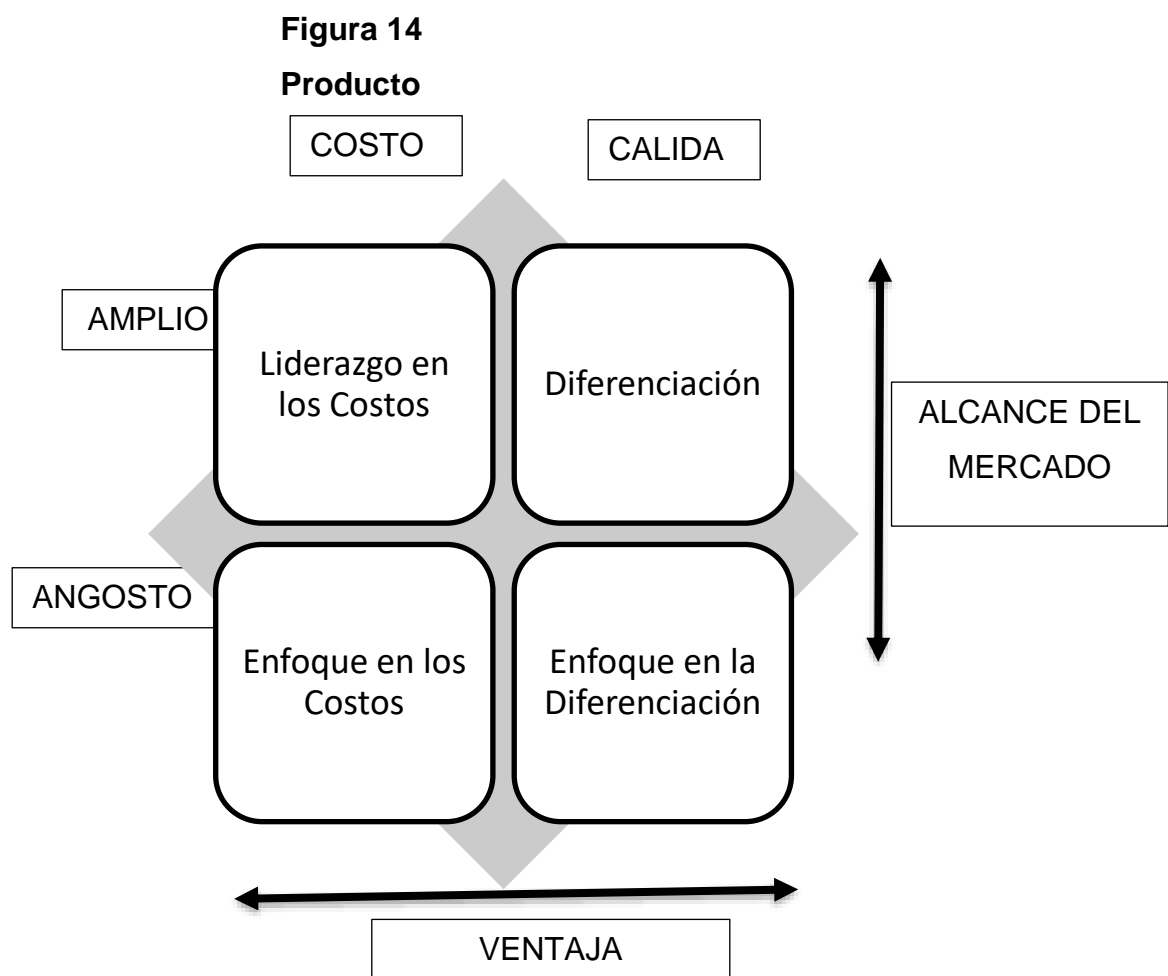 Figura 14
Producto
COSTO
CALIDA
AMPLIO
Liderazgo en
los Costos
Diferenciación
ALCANCE DEL
MERCADO
ANGOSTO
Enfoque en los
Costos
Enfoque en la
Diferenciación
VENTAJA